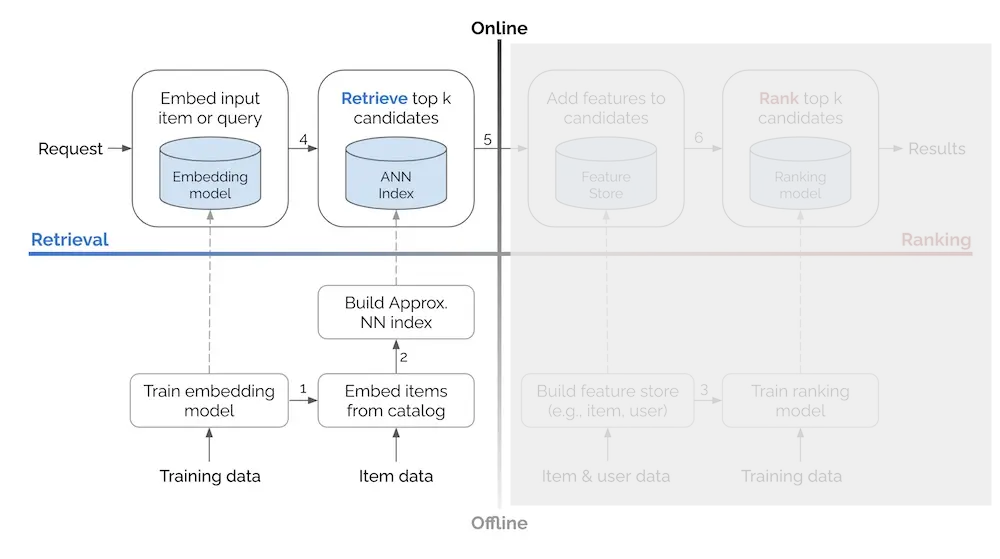 Online
Embed input
item or query
Retrieve top k
candidates
Add features to
candidates
Rank top k
candidates
Request
4
5
6
Results
Embedding
model
ANN
Index
Feature
Store
Ranking
model
Retrieval
Ranking
Build Approx.
NN index
2
Train embedding
model
1
Embed items
from catalog
Build feature store
(e.g., item, user)
3
Train ranking
model
Training data
Item data
Item & user data
Training data
Offline